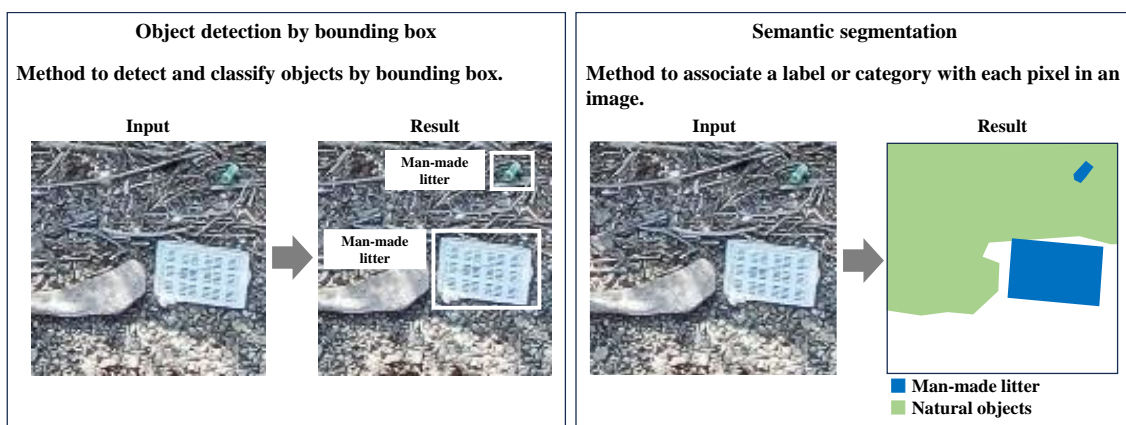 Object detection by bounding box
Method to detect and classify objects by bounding box.
Input
Result
Man-made
litter
Man-made
litter
Semantic segmentation
Method to associate a label or category with each pixel in an
image.
Input
Result
Man-made litter
Natural objects